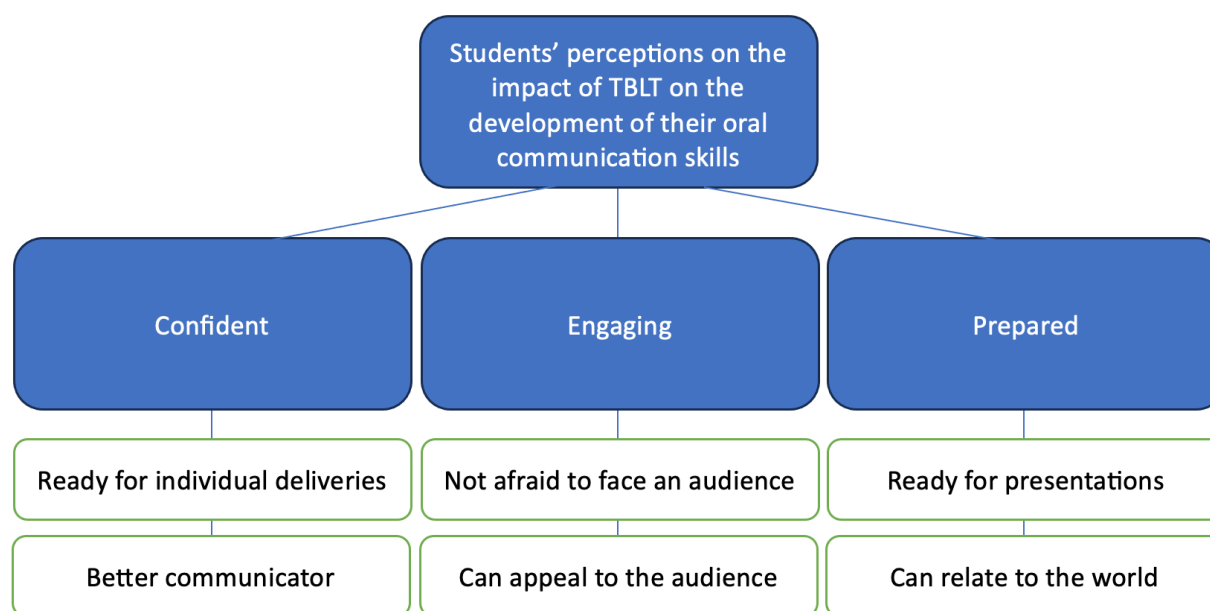 Students’ perceptions on the
impact of TBLT on the
development of their oral
communication skills
Confident
Engaging
Prepared
Ready for individual deliveries
Not afraid to face an audience
Ready for presentations
Better communicator
Can appeal to the audience
Can relate to the world